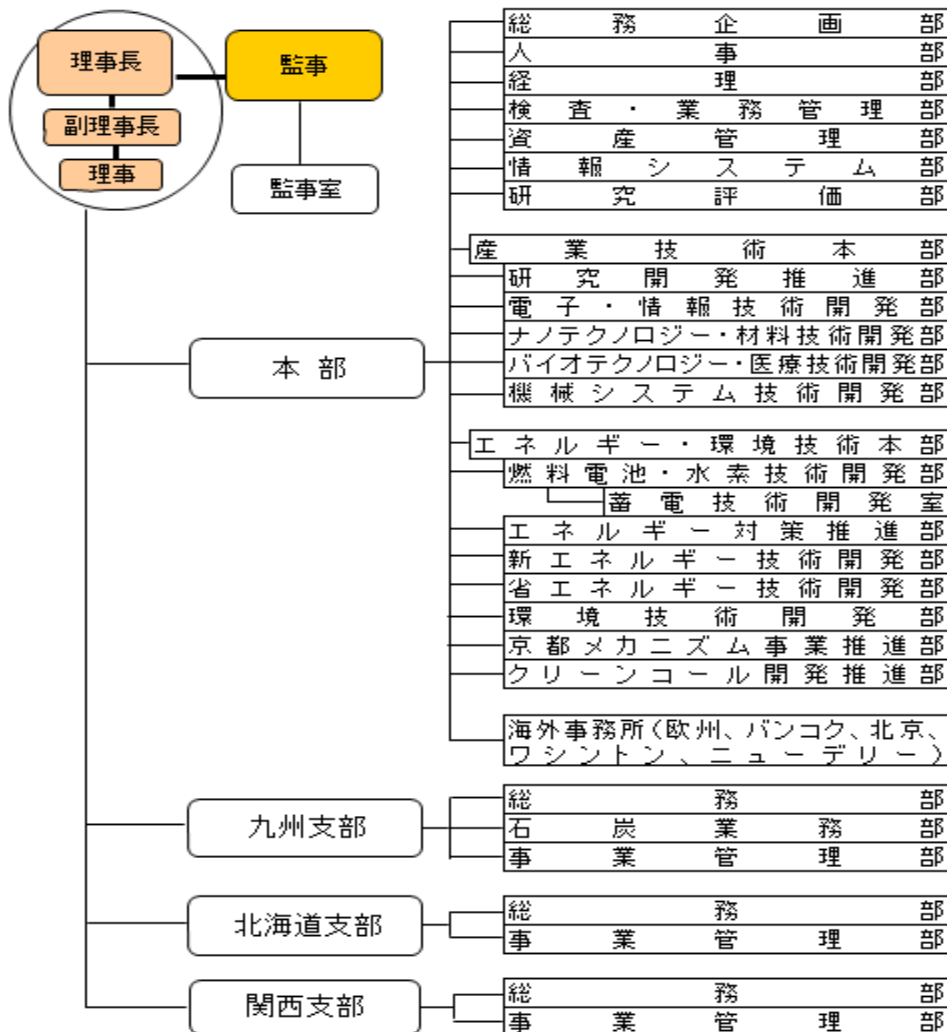 理事長
監事
副理事長
理事
監事室
総務企画部
人事部
経理部
検査・業務管理部
資産管理部
情報システム部
研究評価部
産業技術本部
研究開発推進部
電子・情報技術開発部
ナノテクノロジー・材料技術開発部
バイオテクノロジー・医療技術開発部
機械システム技術開発部
本部
エネルギー・環境技術本部
燃料電池・水素技術開発部
蓄電技術開発室
エネルギー対策推進部
新エネルギー技術開発部
省エネルギー技術開発部
環境技術開発部
京都メカニズム事業推進部
クリーンコール開発推進部
海外事務所(欧州、バンコク、北京、
ワシントン、ニューデリー)
九州支部
総務部
石炭業務部
事業管理部
北海道支部
総務部
事業管理部
関西支部
総務部
事業管理部